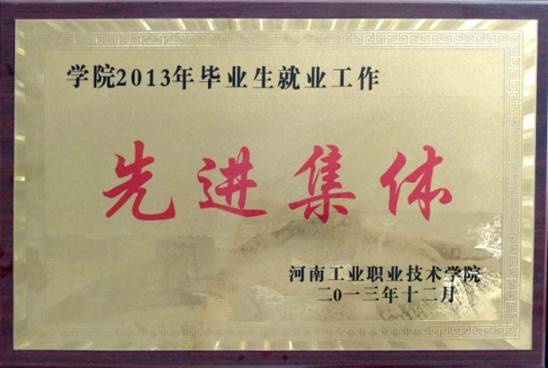 学院2013年毕业生就业工作
先进集体
河南工业职业技术学院
二〇一三年十二月